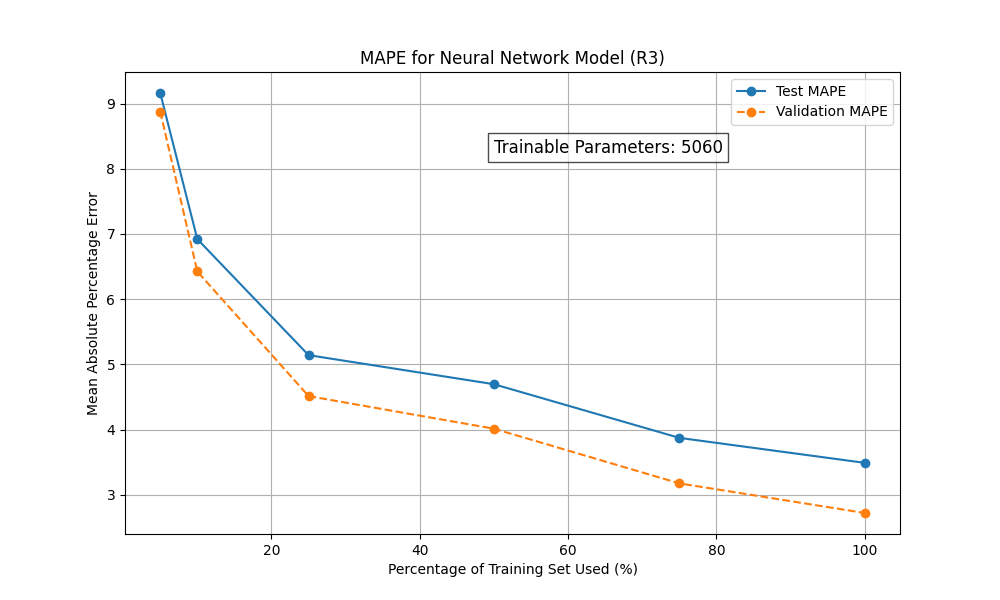 MAPE for Neural Network Model (R3)
Test MAPE
Validation MAPE
Trainable Parameters: 5060
Mean Absolute Percentage Error
9
8
7
6
5
4
3
20
40
60
80
100
Percentage of Training Set Used (%)